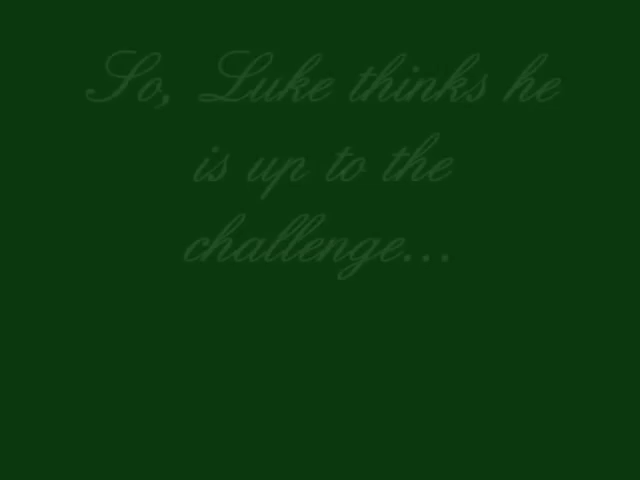 So, Luke thinks he
is up to the
challenge...